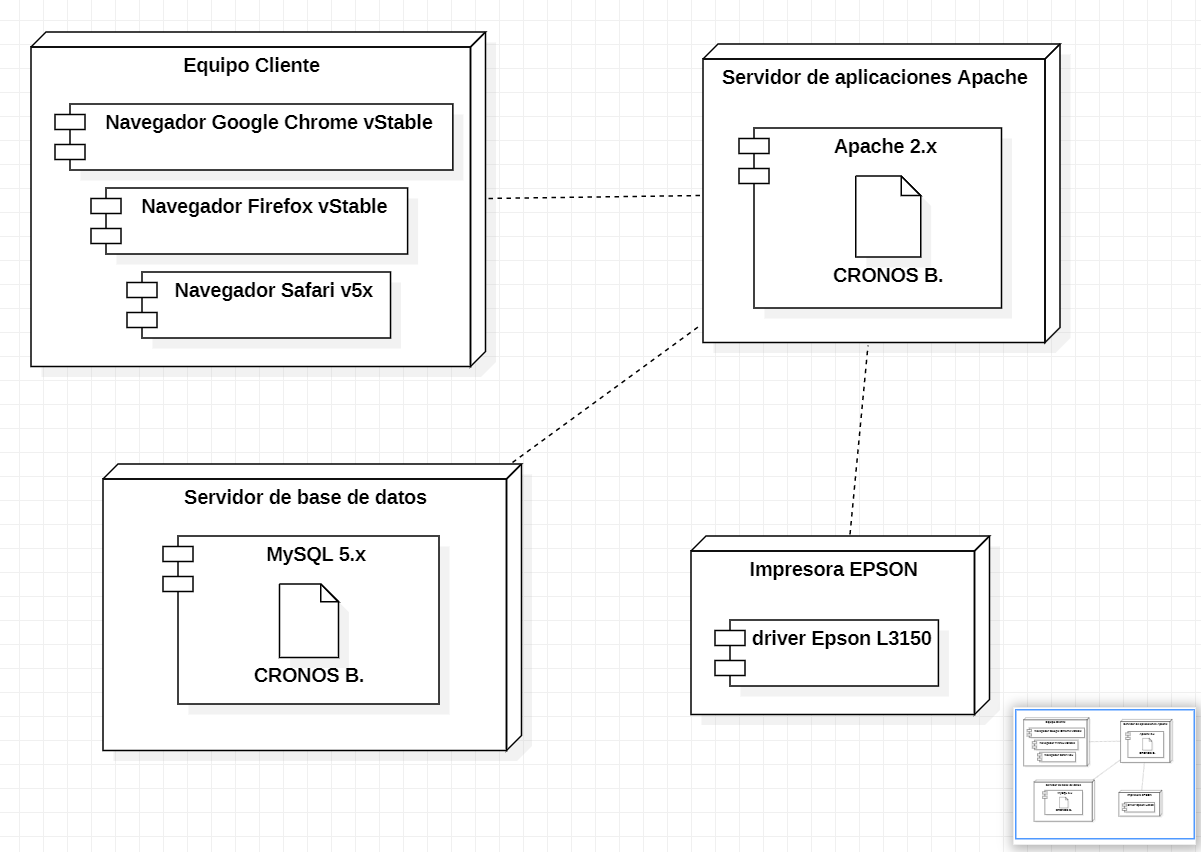 Equipo Cliente
Navegador Google Chrome vStable
Navegador Firefox vStable
Navegador Safari v5x
Servidor de aplicaciones Apache
Apache 2.x
CRONOS B.
Servidor de base de datos
MySQL 5.x
CRONOS B.
Impresora EPSON
driver Epson L3150